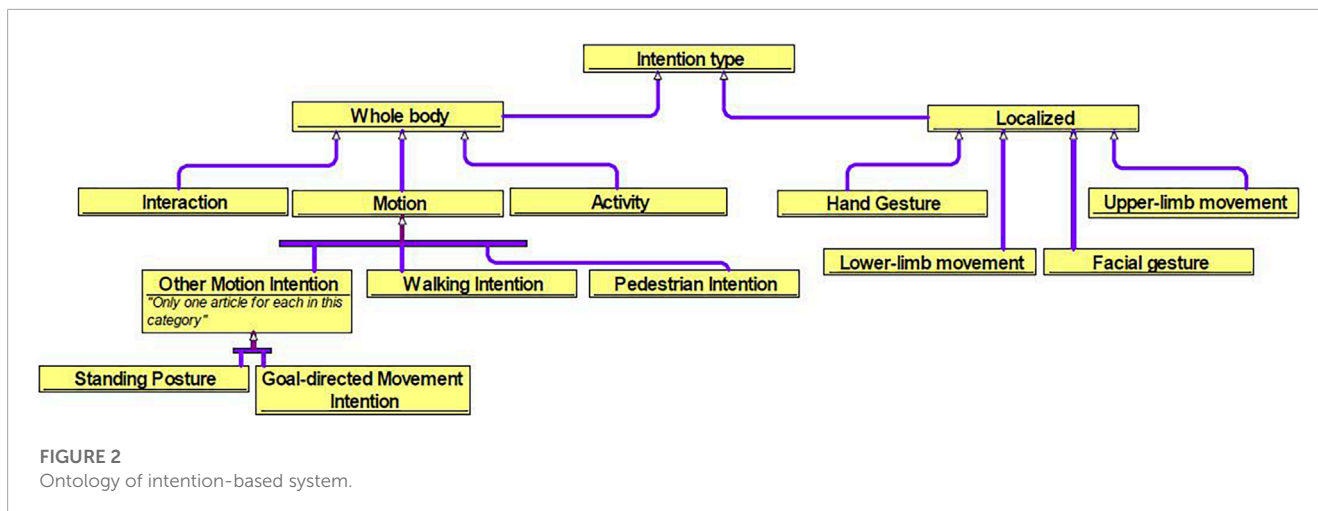 Intention type
Whole body
Localized
Interaction
Motion
Activity
Hand Gesture
Upper-limb movement
Lower-limb movement
Facial gesture
Other Motion Intention
"Only one article for each in this
category"
Walking Intention
Pedestrian Intention
Standing Posture
Goal-directed Movement
Intention
FIGURE 2
Ontology of intention-based system.